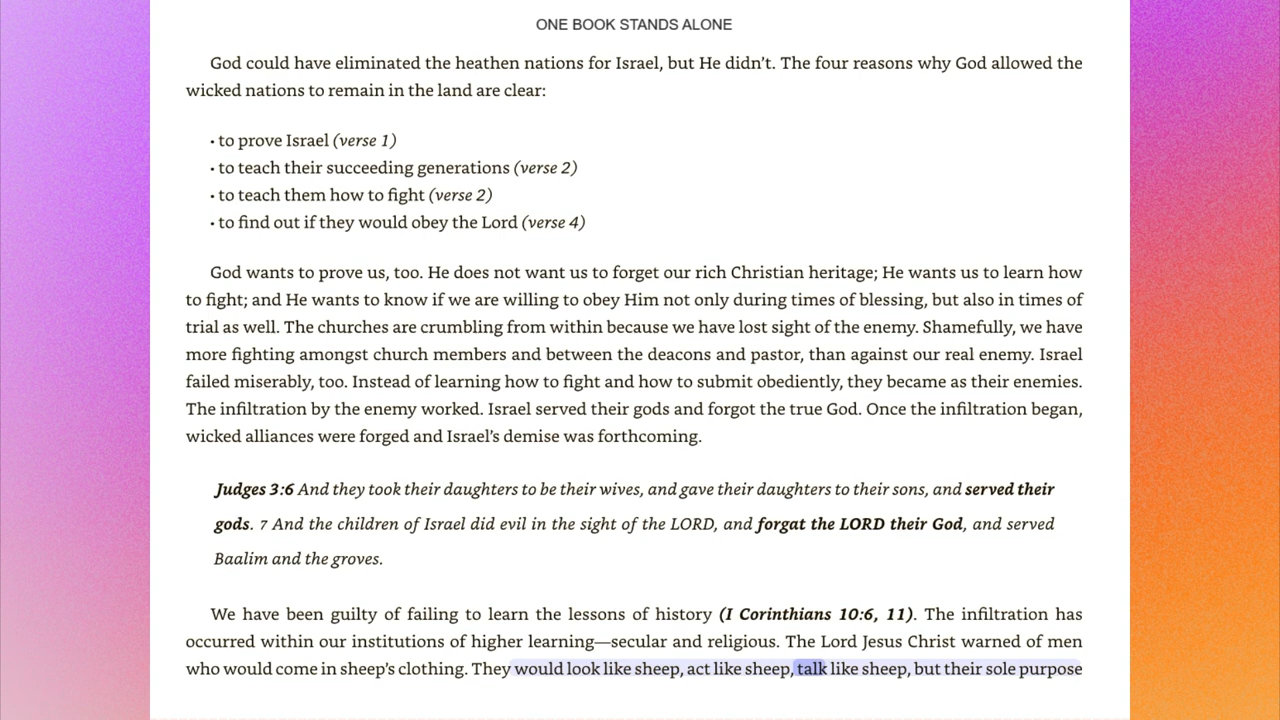 ONE BOOK STANDS ALONE
God could have eliminated the heathen nations for Israel, but He didn’t. The four reasons why God allowed the
wicked nations to remain in the land are clear:
• to prove Israel (verse 1)
• to teach their succeeding generations (verse 2)
• to teach them how to fight (verse 2)
• to find out if they would obey the Lord (verse 4)
God wants to prove us, too. He does not want us to forget our rich Christian heritage; He wants us to learn how
to fight; and He wants to know if we are willing to obey Him not only during times of blessing, but also in times of
trial as well. The churches are crumbling from within because we have lost sight of the enemy. Shamefully, we have
more fighting amongst church members and between the deacons and pastor, than against our real enemy. Israel
failed miserably, too. Instead of learning how to fight and how to submit obediently, they became as their enemies.
The infiltration by the enemy worked. Israel served their gods and forgot the true God. Once the infiltration began,
wicked alliances were forged and Israel’s demise was forthcoming.
Judges 3:6 And they took their daughters to be their wives, and gave their daughters to their sons, and served their
gods. 7 And the children of Israel did evil in the sight of the LORD, and forgat the LORD their God, and served
Baalim and the groves.
We have been guilty of failing to learn the lessons of history (I Corinthians 10:6, 11). The infiltration has
occurred within our institutions of higher learning—secular and religious. The Lord Jesus Christ warned of men
who would come in sheep’s clothing. They would look like sheep, act like sheep, talk like sheep, but their sole purpose